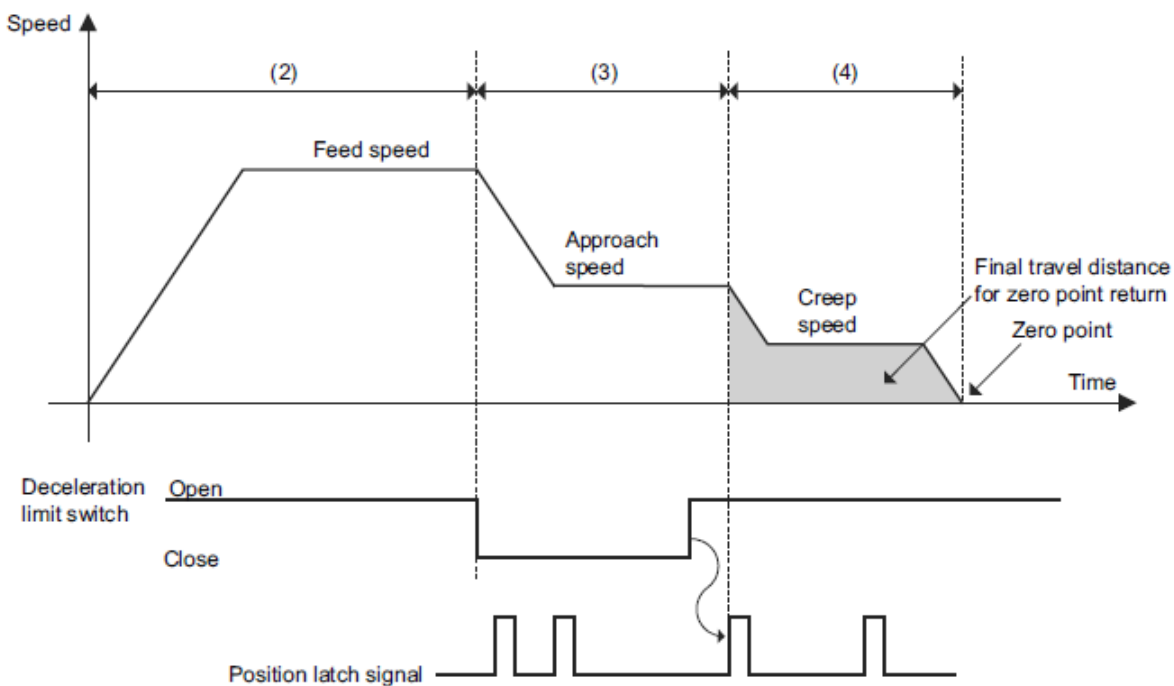 Speed
(2)
(3)
(4)
Feed speed
Approach
speed
Creep
speed
Final travel distance
for zero point return
Zero point
Time
Deceleration
limit switch
Open
Close
Position latch signal